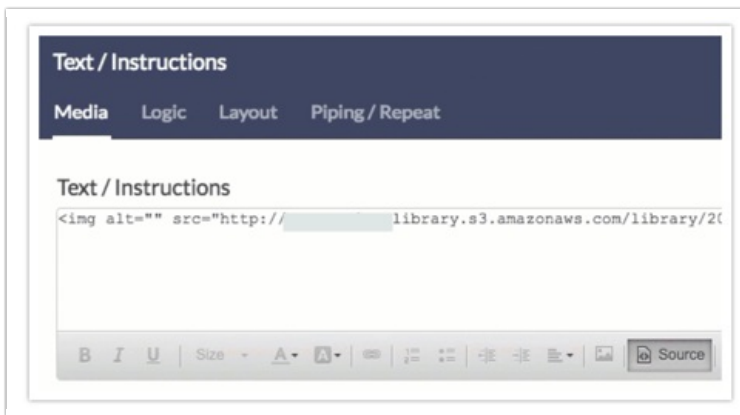 Text / Instructions
Media Logic Layout Piping / Repeat
Text / Instructions
<img alt="" src="http:// library.s3.amazonaws.com/library/20
B I U Size A A Source